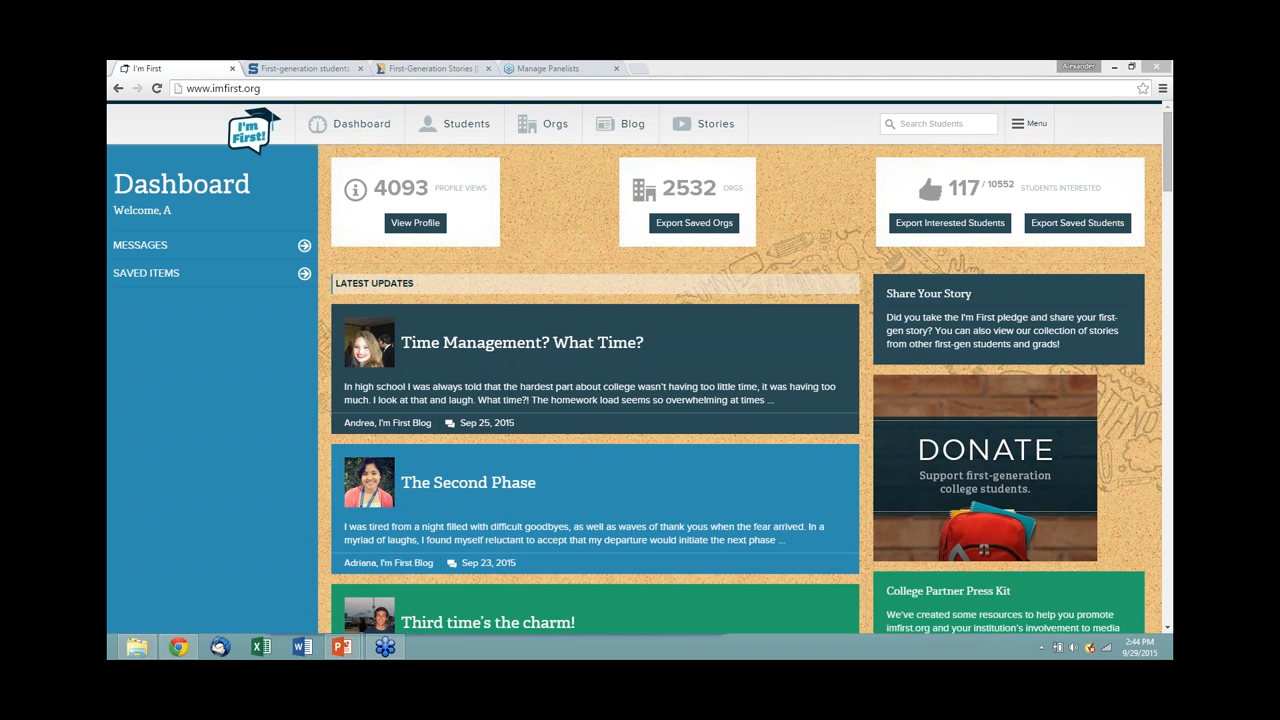 I'm First
First-generation students
First-Generation Stories ||
Manage Panelists
Alexander
www.imfirst.org
I'm
First!
Dashboard
Students
Orgs
Blog
Stories
Search Students
Menu
Dashboard
Welcome, A
MESSAGES
SAVED ITEMS
4093 PROFILE VIEWS
View Profile
2532 ORGS
Export Saved Orgs
117 / 10552 STUDENTS INTERESTED
Export Interested Students
Export Saved Students
LATEST UPDATES
Time Management? What Time?
In high school I was always told that the hardest part about college wasn't having too little time, it was having too
much. I look at that and laugh. What time?! The homework load seems so overwhelming at times ...
Andrea, I'm First Blog
Sep 25, 2015
The Second Phase
I was tired from a night filled with difficult goodbyes, as well as waves of thank yous when the fear arrived. In a
myriad of laughs, I found myself reluctant to accept that my departure would initiate the next phase ...
Adriana, I'm First Blog
Sep 23, 2015
Third time's the charm!
Share Your Story
Did you take the I'm First pledge and share your first-
gen story? You can also view our collection of stories
from other first-gen students and grads!
DONATE
Support first-generation
college students.
College Partner Press Kit
We've created some resources to help you promote
imfirst.org and your institution's involvement to media
2:44 PM
9/29/2015